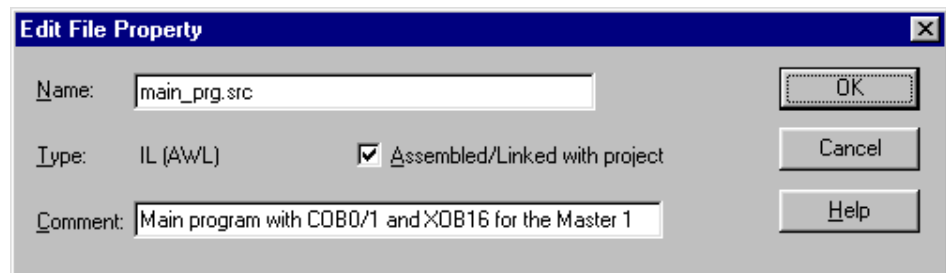 Edit File Property
Name: main_prg.src OK
Type: IL (AWL) Assembled/Linked with project Cancel
Comment: Main program with COB0/1 and XOB16 for the Master 1 Help